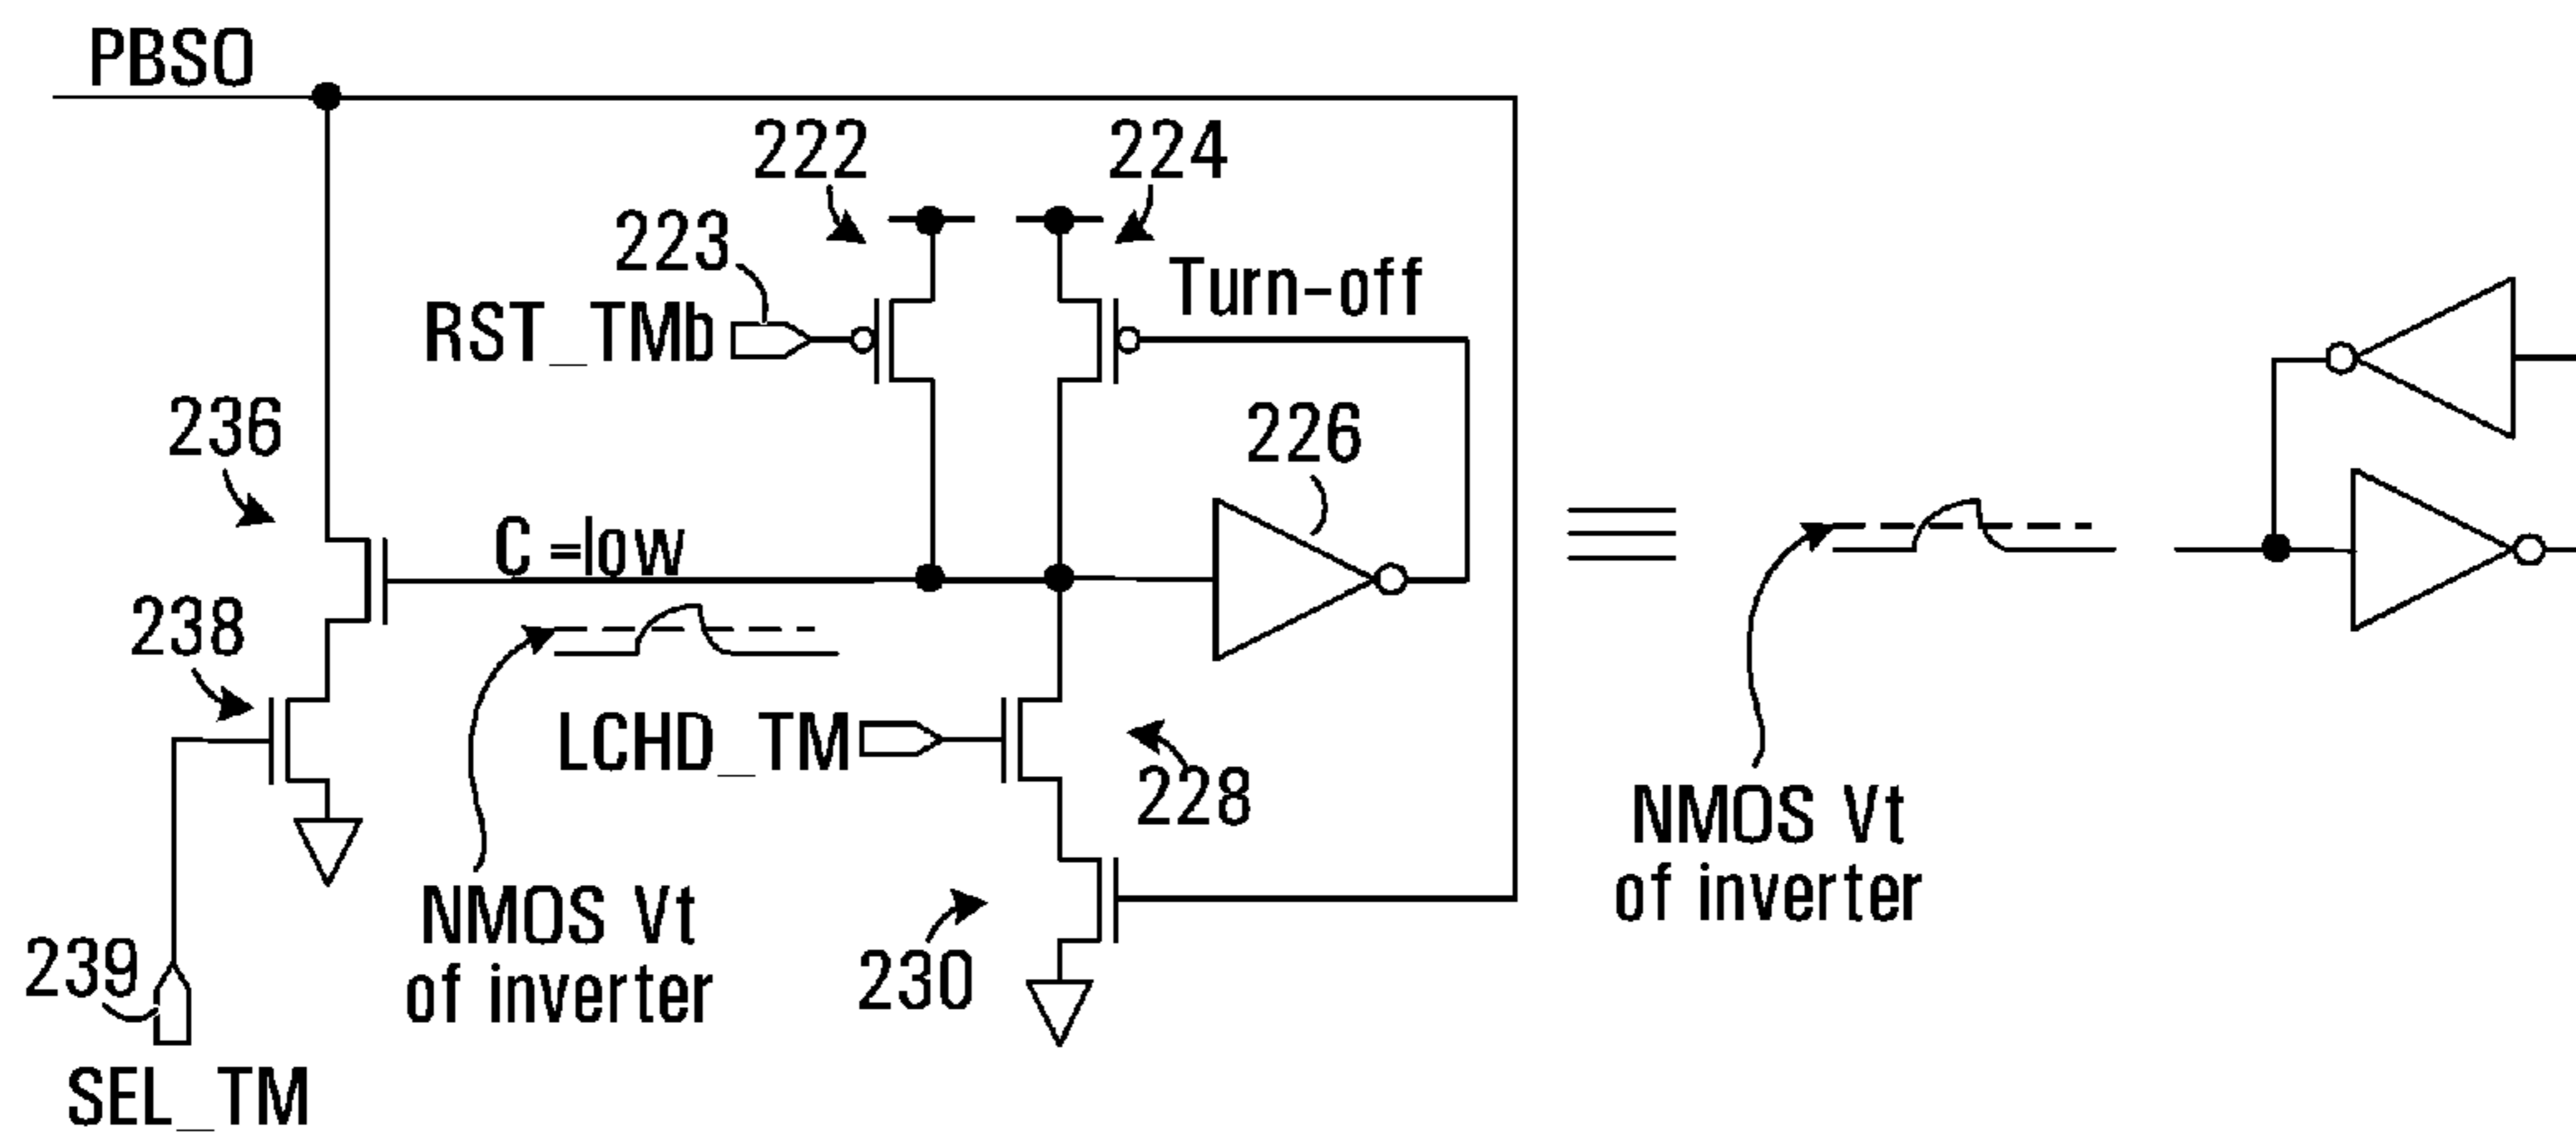 PBSO
222
224
223
Turn-off
RST_TMb
236
226
C =low
238
LCHD_TM
228
NMOS Vt
of inverter
NMOS Vt
of inverter
239
230
SEL_TM